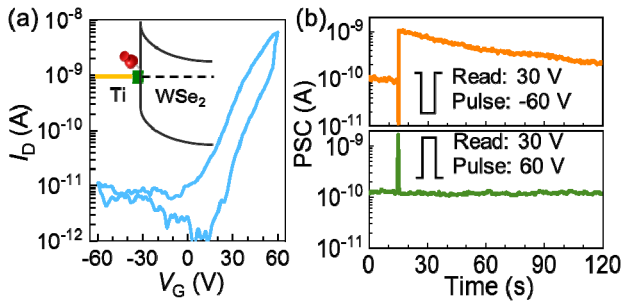 (a)
10⁻⁸
10⁻⁹
10⁻¹⁰
10⁻¹¹
10⁻¹²
I_D (A)
Ti
WSe₂
-60 -30 0 30 60
V_G (V)
(b)
10⁻⁹
10⁻¹⁰
10⁻¹¹
Read: 30 V
Pulse: -60 V
PSC (A)
10⁻⁹
10⁻¹⁰
10⁻¹¹
Read: 30 V
Pulse: 60 V
0 30 60 90 120
Time (s)